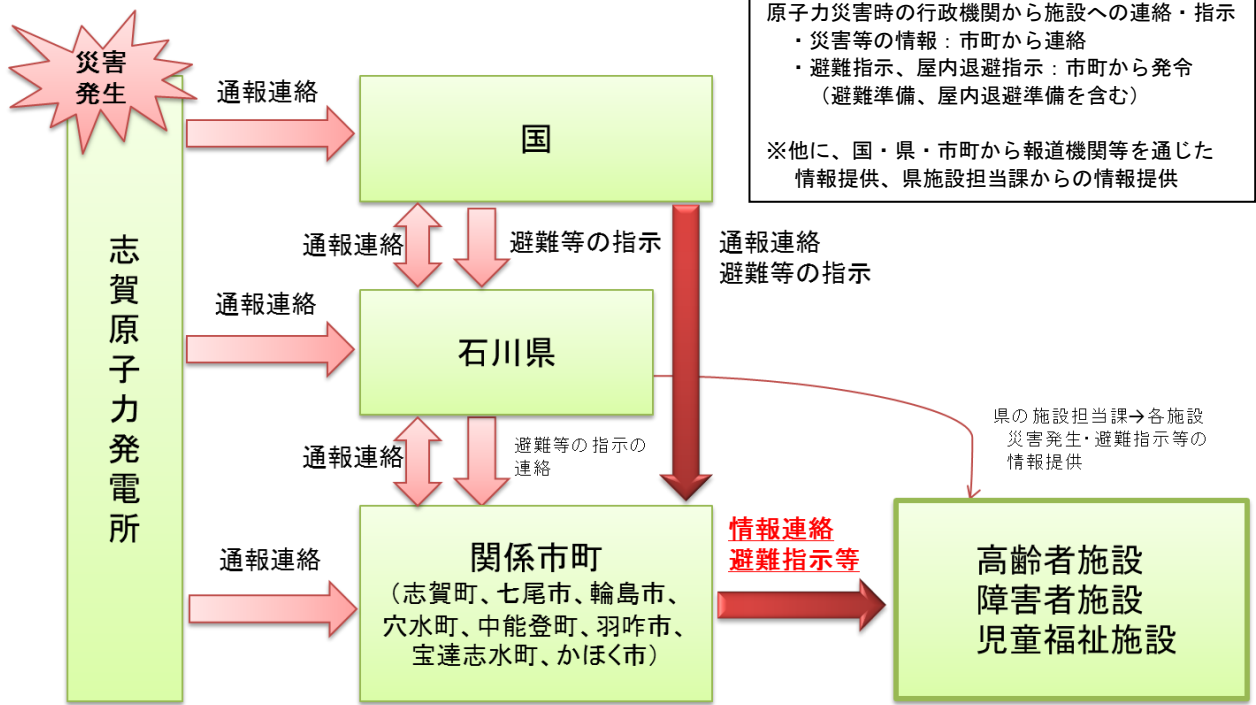 災害
発生
志賀原子力発電所
通報連絡
国
原子力災害時の行政機関から施設への連絡・指示
・災害等の情報：市町から連絡
・避難指示、屋内退避指示：市町から発令
（避難準備、屋内退避準備を含む）
※他に、国・県・市町から報道機関等を通じた
情報提供、県施設担当課からの情報提供
通報連絡
避難等の指示
通報連絡
避難等の指示
通報連絡
石川県
県の施設担当課→各施設
災害発生・避難指示等の
情報提供
通報連絡
避難等の指示の
連絡
通報連絡
関係市町
（志賀町、七尾市、輪島市、
穴水町、中能登町、羽咋市、
宝達志水町、かほく市）
情報連絡
避難指示等
高齢者施設
障害者施設
児童福祉施設